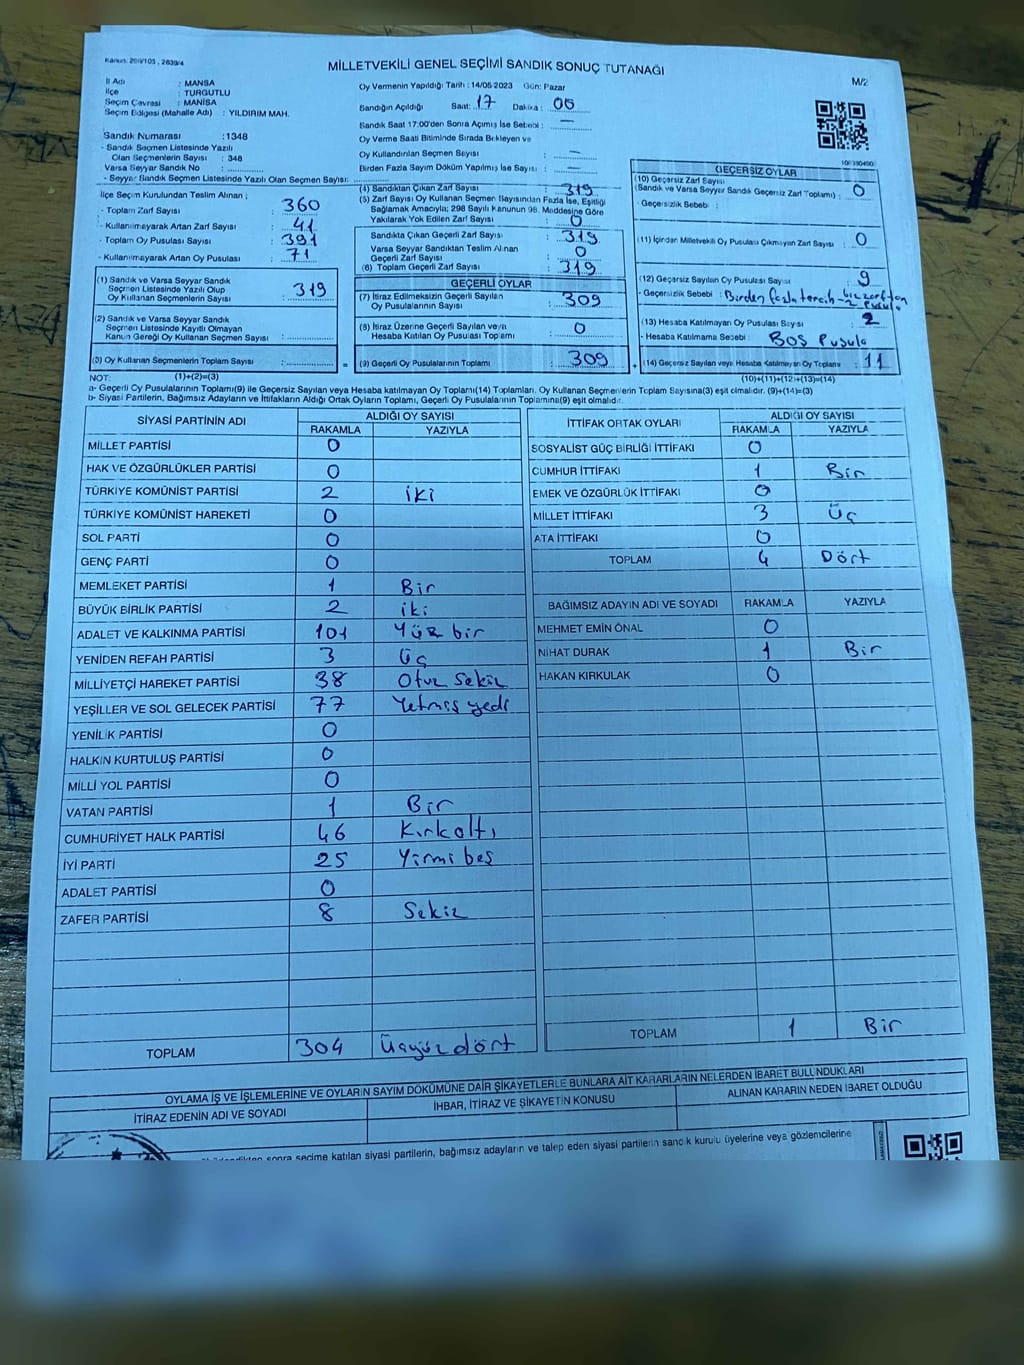 Kanun: 298/105, 2839/4
MİLLETVEKİLİ GENEL SEÇİMİ SANDIK SONUÇ TUTANAĞI
M/2
İl Adı : MANİSA
İlçe : TURGUTLU
Seçim Çevresi : MANİSA
Seçim Bölgesi (Mahalle Adı) : YILDIRIM MAH.
Sandık Numarası :1348
- Sandık Seçmen Listesinde Yazılı
Olan Seçmenlerin Sayısı : 348
Varsa Seyyar Sandık No :
- Seyyar Sandık Seçmen Listesinde Yazılı Olan Seçmen Sayısı:
Oy Vermenin Yapıldığı Tarih : 14/05/2023 Gün: Pazar
Sandığın Açıldığı Saat: 17 Dakika : 06
Sandık Saat 17:00'den Sonra Açımış İse Sebebi : —
Oy Verme Saati Bitiminde Sırada Bekleyen ve
Oy Kullandırılan Seçmen Sayısı : —
Birden Fazla Sayım Döküm Yapılmış İse Sayısı : —
İlçe Seçim Kurulundan Teslim Alınan ;
- Toplam Zarf Sayısı : 360
- Kullanılmayarak Artan Zarf Sayısı : 41
- Toplam Oy Pusulası Sayısı : 391
- Kullanılmayarak Artan Oy Pusulası : 71
(1) Sandık ve Varsa Seyyar Sandık
Seçmen Listesinde Yazılı Olup
Oy Kullanan Seçmenlerin Sayısı : 319
(2) Sandık ve Varsa Seyyar Sandık
Seçmen Listesinde Kayıtlı Olmayan
Kanun Gereği Oy Kullanan Seçmen Sayısı :
(3) Oy Kullanan Seçmenlerin Toplam Sayısı :
(1)+(2)=(3)
(4) Sandıktan Çıkan Zarf Sayısı : 319
(5) Zarf Sayısı Oy Kullanan Seçmen Sayısından Fazla İse, Eşitliği
Sağlamak Amacıyla; 298 Sayılı Kanunun 98. Maddesine Göre
Yakılarak Yok Edilen Zarf Sayısı : 0
Sandıkta Çıkan Geçerli Zarf Sayısı : 319
Varsa Seyyar Sandıktan Teslim Alınan
Geçerli Zarf Sayısı : 0
(6) Toplam Geçerli Zarf Sayısı : 319
GEÇERLİ OYLAR
(7) İtiraz Edilmeksizin Geçerli Sayılan
Oy Pusulalarının Sayısı : 309
(8) İtiraz Üzerine Geçerli Sayılan veya
Hesaba Katılan Oy Pusulası Toplamı : 0
= (9) Geçerli Oy Pusulalarının Toplamı : 309
GEÇERSİZ OYLAR
(10) Geçersiz Zarf Sayısı
(Sandık ve Varsa Seyyar Sandık Geçersiz Zarf Toplamı) : 0
- Geçersizlik Sebebi :
(11) İçinden Milletvekili Oy Pusulası Çıkmayan Zarf Sayısı : 0
(12) Geçersiz Sayılan Oy Pusulası Sayısı : 9
- Geçersizlik Sebebi : Birden fazla tercih - bir zarftan
2 pusula
(13) Hesaba Katılmayan Oy Pusulası Sayısı : 2
- Hesaba Katılmama Sebebi : BOŞ Pusula
+ (14) Geçersiz Sayılan veya Hesaba Katılmayan Oy Toplamı : 11
(10)+(11)+(12)+(13)=(14)
NOT:
a- Geçerli Oy Pusulalarının Toplamı(9) ile Geçersiz Sayılan veya Hesaba katılmayan Oy Toplamı(14) Toplamları, Oy Kullanan Seçmenlerin Toplam Sayısına(3) eşit olmalıdır. (9)+(14)=(3)
b- Siyasi Partilerin, Bağımsız Adayların ve İttifakların Aldığı Ortak Oyların Toplamı, Geçerli Oy Pusulalarının Toplamına(9) eşit olmalıdır.
SİYASİ PARTİNİN ADI ALDIĞI OY SAYISI
RAKAMLA YAZIYLA
MİLLET PARTİSİ 0
HAK VE ÖZGÜRLÜKLER PARTİSİ 0
TÜRKİYE KOMÜNİST PARTİSİ 2 iki
TÜRKİYE KOMÜNİST HAREKETİ 0
SOL PARTİ 0
GENÇ PARTİ 0
MEMLEKET PARTİSİ 1 Bir
BÜYÜK BİRLİK PARTİSİ 2 iki
ADALET VE KALKINMA PARTİSİ 101 Yüz bir
YENİDEN REFAH PARTİSİ 3 Üç
MİLLİYETÇİ HAREKET PARTİSİ 38 Otuz Sekiz
YEŞİLLER VE SOL GELECEK PARTİSİ 77 Yetmiş yedi
YENİLİK PARTİSİ 0
HALKIN KURTULUŞ PARTİSİ 0
MİLLİ YOL PARTİSİ 0
VATAN PARTİSİ 1 Bir
CUMHURİYET HALK PARTİSİ 46 Kırkaltı
İYİ PARTİ 25 Yirmi beş
ADALET PARTİSİ 0
ZAFER PARTİSİ 8 Sekiz
TOPLAM 304 Üçyüz dört
İTTİFAK ORTAK OYLARI ALDIĞI OY SAYISI
RAKAMLA YAZIYLA
SOSYALİST GÜÇ BİRLİĞİ İTTİFAKI 0
CUMHUR İTTİFAKI 1 Bir
EMEK VE ÖZGÜRLÜK İTTİFAKI 0
MİLLET İTTİFAKI 3 Üç
ATA İTTİFAKI 0
TOPLAM 4 Dört
BAĞIMSIZ ADAYIN ADI VE SOYADI RAKAMLA YAZIYLA
MEHMET EMİN ÖNAL 0
NİHAT DURAK 1 Bir
HAKAN KIRKULAK 0
TOPLAM 1 Bir
OYLAMA İŞ VE İŞLEMLERİNE VE OYLARIN SAYIM DÖKÜMÜNE DAİR ŞİKAYETLERLE BUNLARA AİT KARARLARIN NELERDEN İBARET BULUNDUKLARI
İTİRAZ EDENİN ADI VE SOYADI İHBAR, İTİRAZ VE ŞİKAYETİN KONUSU ALINAN KARARIN NEDEN İBARET OLDUĞU
sonra seçime katılan siyasi partilerin, bağımsız adayların ve talep eden siyasi partilerin sandık kurulu üyelerine veya gözlemcilerine